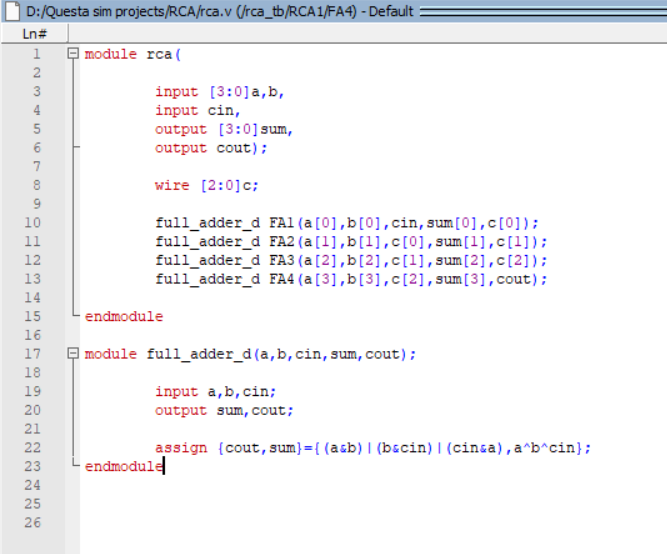 D:/Questa sim projects/RCA/rca.v (/rca_tb/RCA1/FA4) - Default
Ln#
1 module rca(
2
3 input [3:0]a,b,
4 input cin,
5 output [3:0]sum,
6 output cout);
7
8 wire [2:0]c;
9
10 full_adder_d FA1(a[0],b[0],cin,sum[0],c[0]);
11 full_adder_d FA2(a[1],b[1],c[0],sum[1],c[1]);
12 full_adder_d FA3(a[2],b[2],c[1],sum[2],c[2]);
13 full_adder_d FA4(a[3],b[3],c[2],sum[3],cout);
14
15 endmodule
16
17 module full_adder_d(a,b,cin,sum,cout);
18
19 input a,b,cin;
20 output sum,cout;
21
22 assign {cout,sum}={(a&b)|(b&cin)|(cin&a),a^b^cin};
23 endmodule
24
25
26